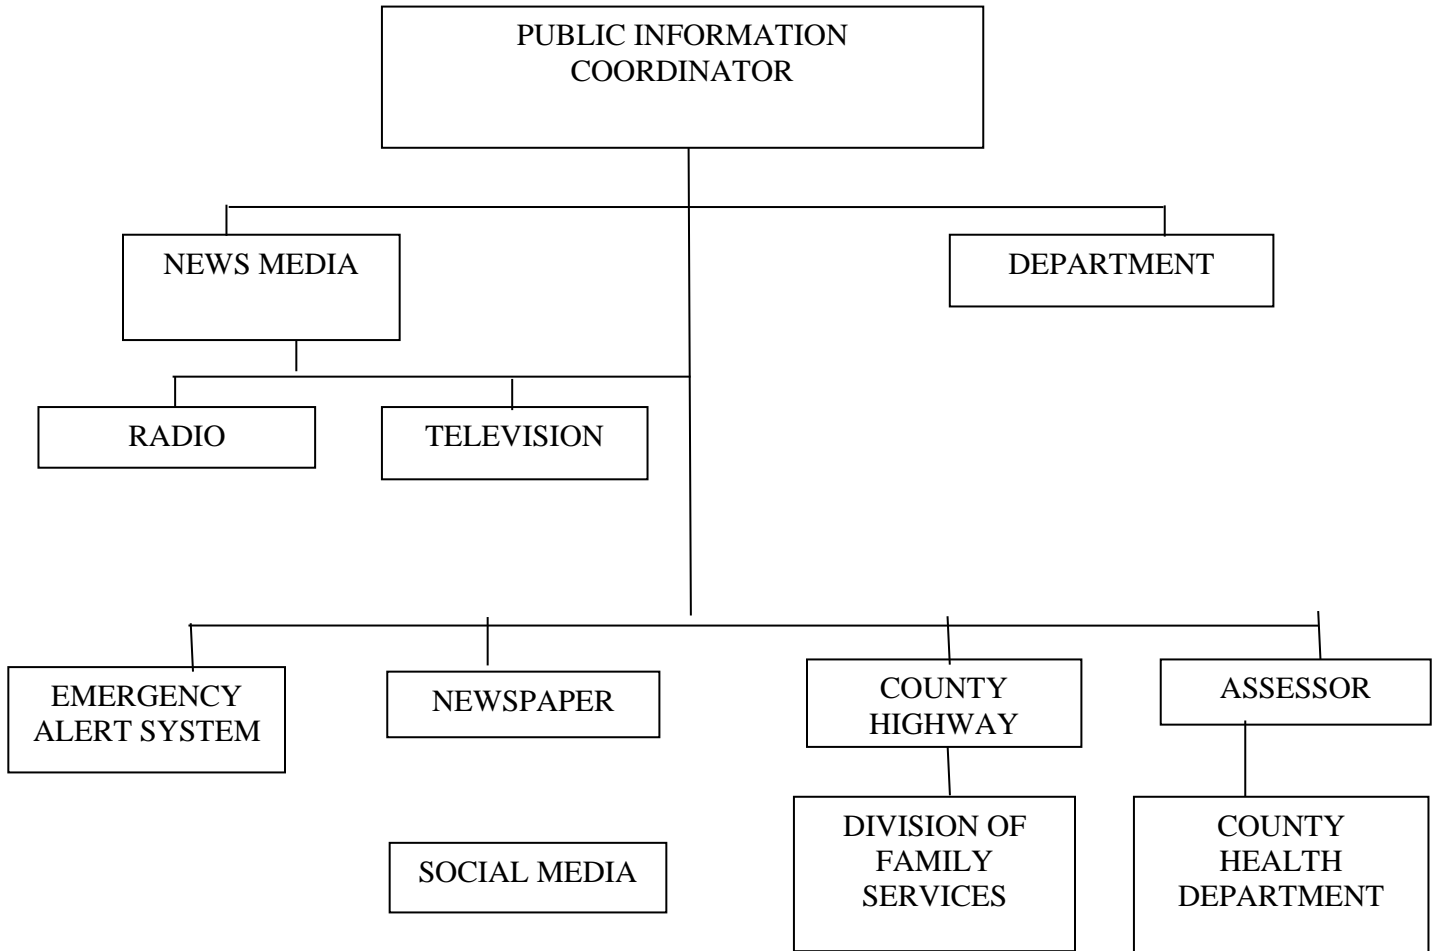 PUBLIC INFORMATION
COORDINATOR
NEWS MEDIA
DEPARTMENT
RADIO
TELEVISION
EMERGENCY
ALERT SYSTEM
NEWSPAPER
COUNTY
HIGHWAY
ASSESSOR
SOCIAL MEDIA
DIVISION OF
FAMILY
SERVICES
COUNTY
HEALTH
DEPARTMENT